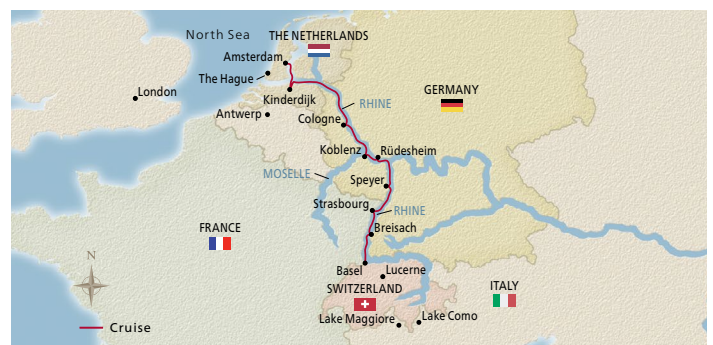 North Sea
THE NETHERLANDS
Amsterdam
The Hague
London
Kinderdijk
GERMANY
RHINE
Antwerp
Cologne
Koblenz
Rüdesheim
MOSELLE
Speyer
Strasbourg
RHINE
FRANCE
Breisach
N
Basel
Lucerne
SWITZERLAND
ITALY
Lake Maggiore
Lake Como
Cruise